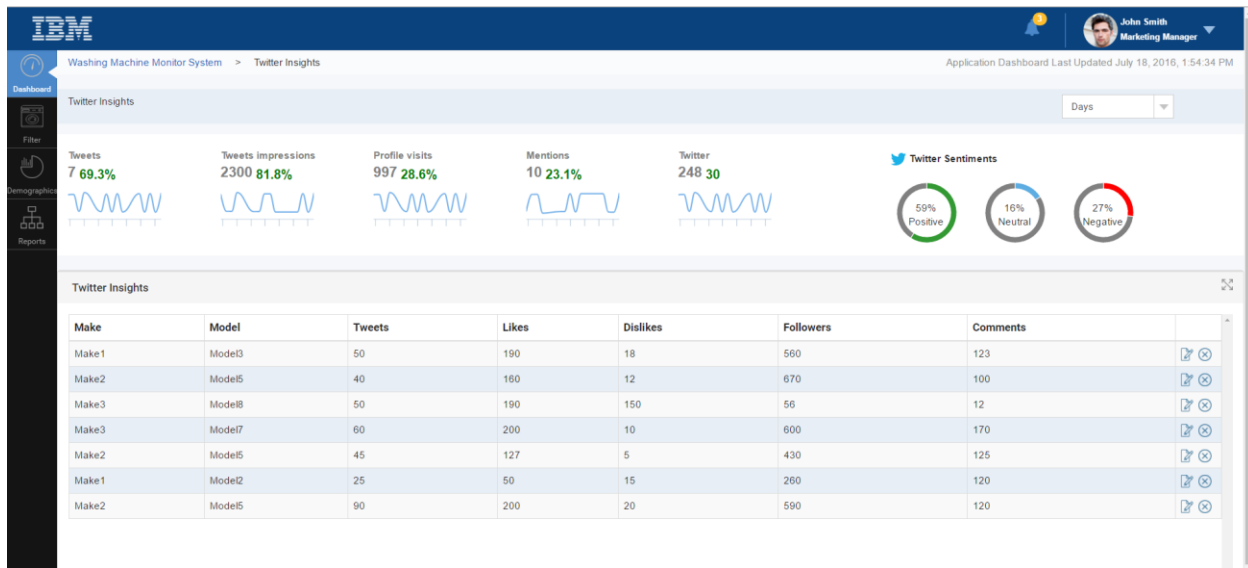 IBM
3
John Smith
Marketing Manager
Washing Machine Monitor System > Twitter Insights
Application Dashboard Last Updated July 18, 2016, 1:54:34 PM
Dashboard
Filter
Demographics
Reports
Twitter Insights
Days
Tweets
7 69.3%
Tweets impressions
2300 81.8%
Profile visits
997 28.6%
Mentions
10 23.1%
Twitter
248 30
Twitter Sentiments
59%
Positive
16%
Neutral
27%
Negative
Twitter Insights
Make Model Tweets Likes Dislikes Followers Comments
Make1 Model3 50 190 18 560 123
Make2 Model5 40 160 12 670 100
Make3 Model8 50 190 150 56 12
Make3 Model7 60 200 10 600 170
Make2 Model5 45 127 5 430 125
Make1 Model2 25 50 15 260 120
Make2 Model5 90 200 20 590 120